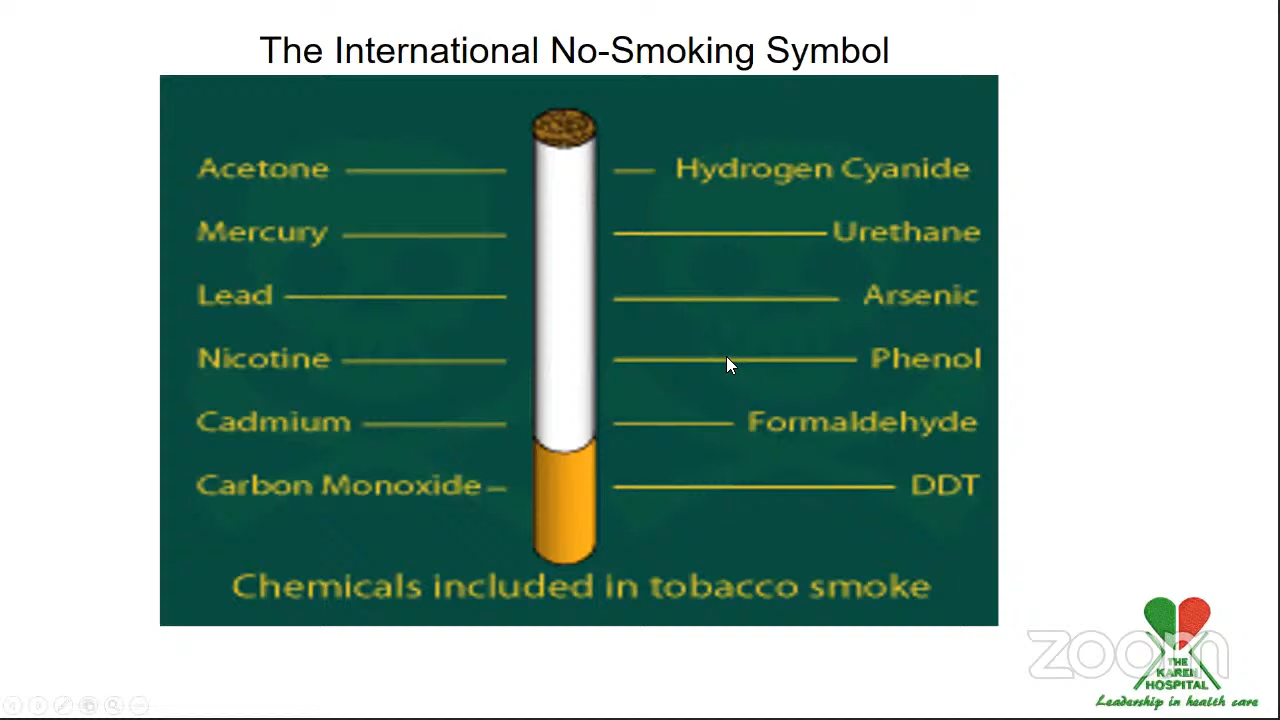 The International No-Smoking Symbol
Acetone Hydrogen Cyanide
Mercury Urethane
Lead Arsenic
Nicotine Phenol
Cadmium Formaldehyde
Carbon Monoxide DDT
Chemicals included in tobacco smoke
zoom
THE
KAREN
HOSPITAL
Leadership in health care